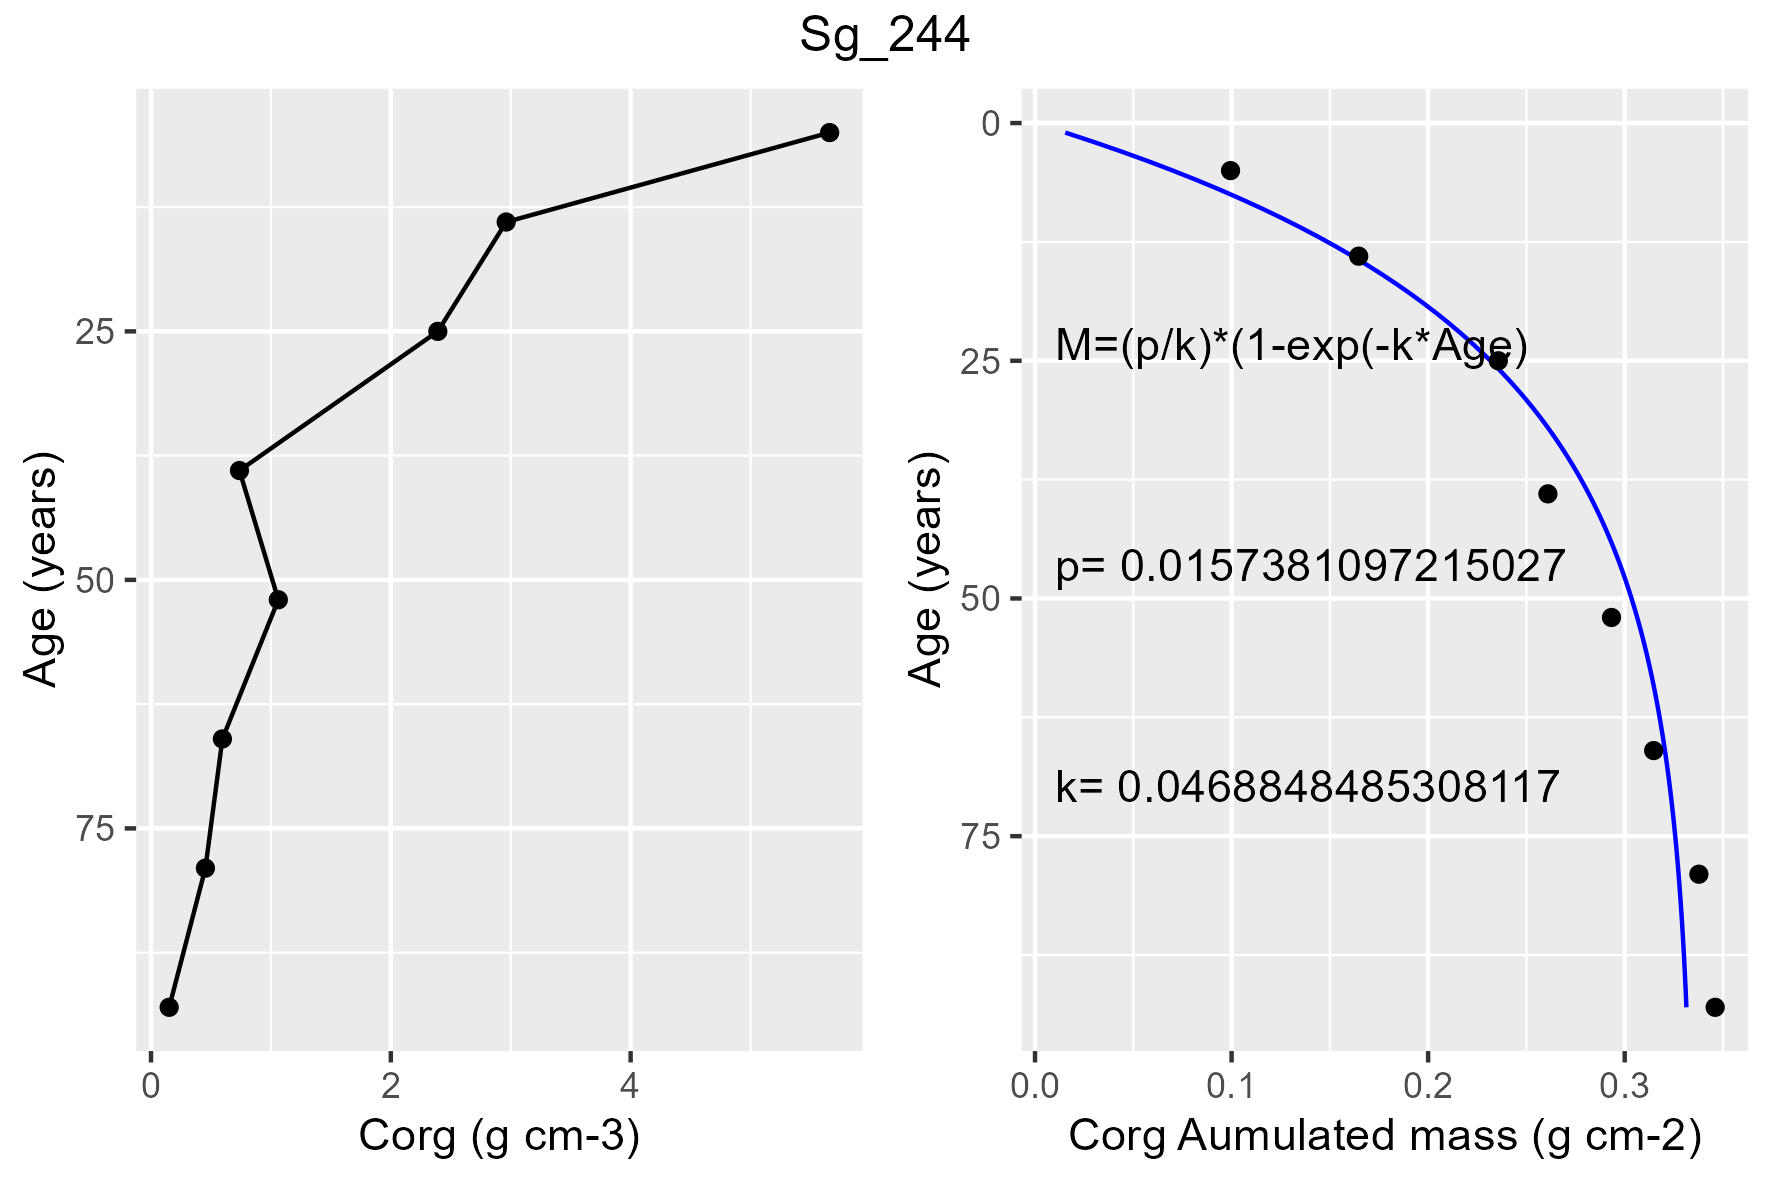 Sg_244
Age (years)
25
50
75
0
2
4
Corg (g cm-3)
Age (years)
0
25
50
75
M=(p/k)*(1-exp(-k*Age)
p= 0.0157381097215027
k= 0.0468848485308117
0.0
0.1
0.2
0.3
Corg Aumulated mass (g cm-2)